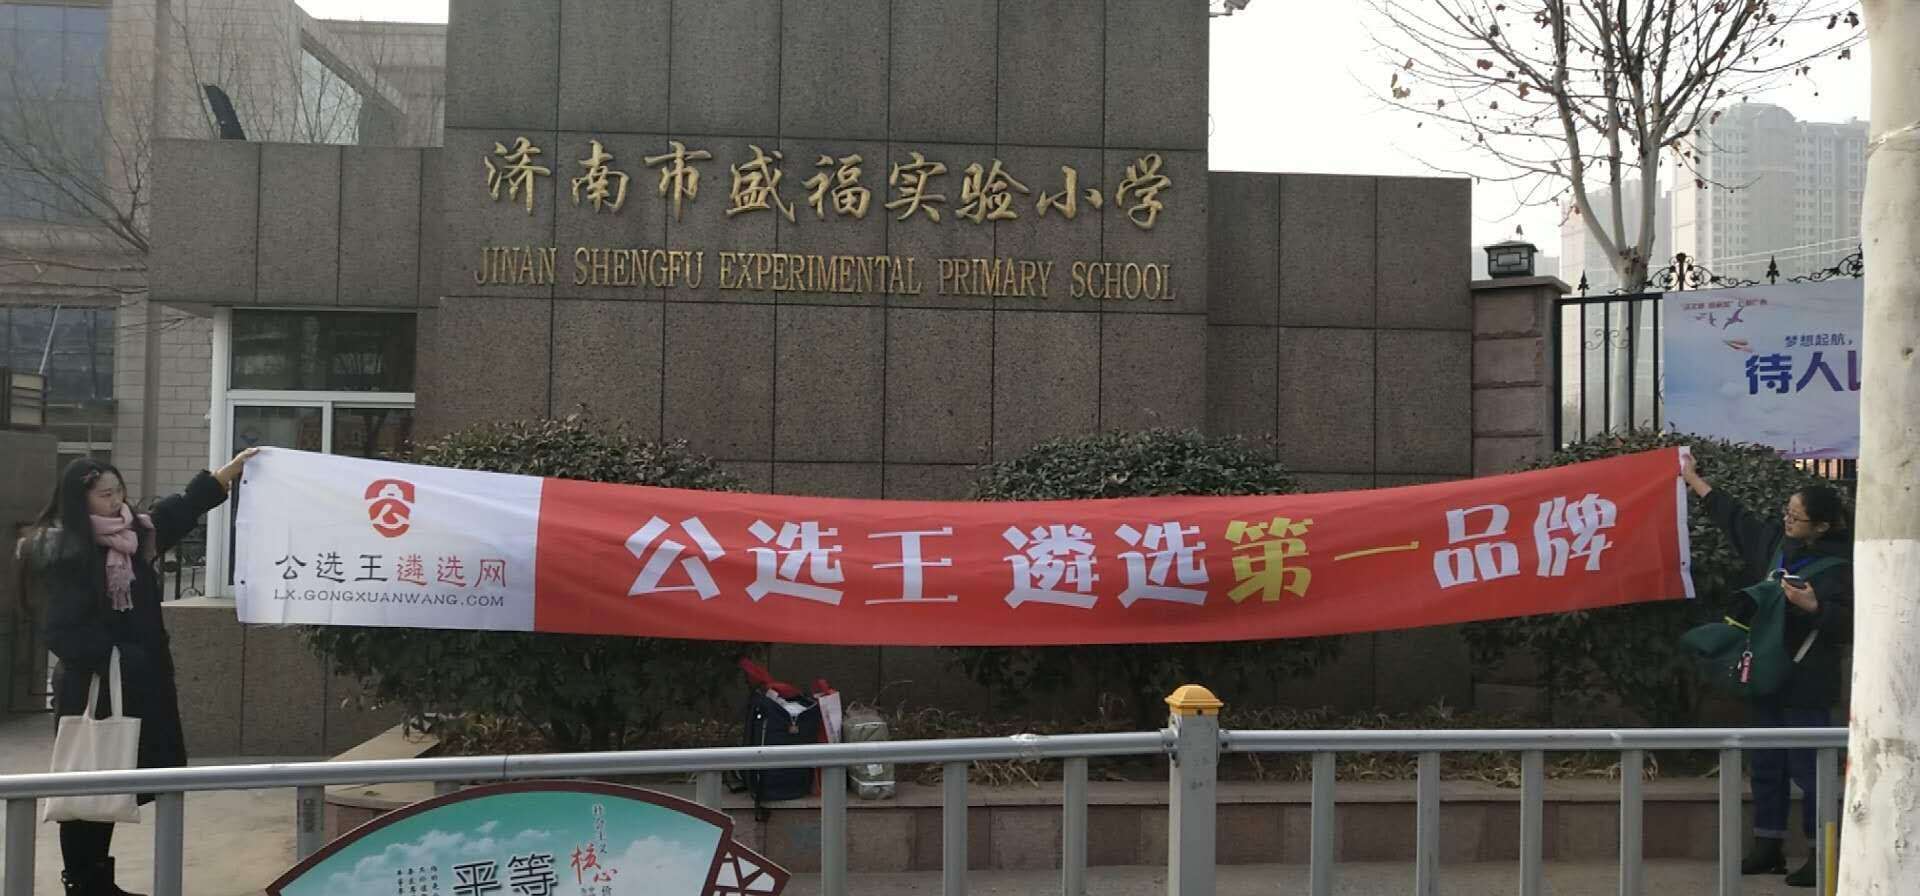 济南市盛福实验小学
JINAN SHENGFU EXPERIMENTAL PRIMARY SCHOOL
梦想起航，
待人
公选王遴选网
LX.GONGXUANWANG.COM
公选王 遴选第一品牌
核心价
平等